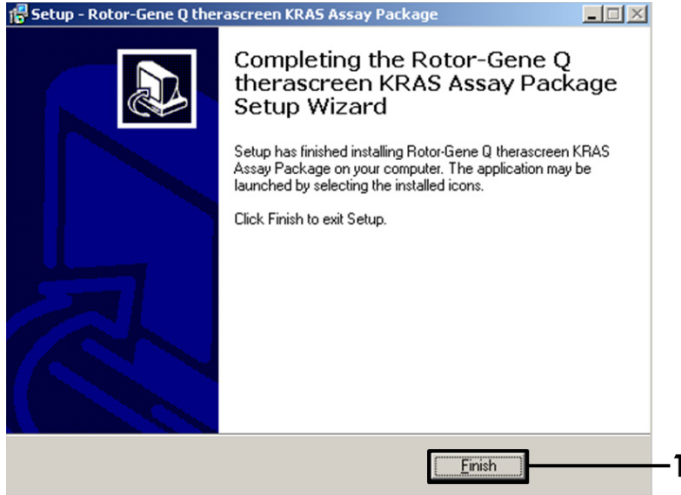 Setup - Rotor-Gene Q therascreen KRAS Assay Package
Completing the Rotor-Gene Q
therascreen KRAS Assay Package
Setup Wizard
Setup has finished installing Rotor-Gene Q therascreen KRAS
Assay Package on your computer. The application may be
launched by selecting the installed icons.
Click Finish to exit Setup.
Finish
1